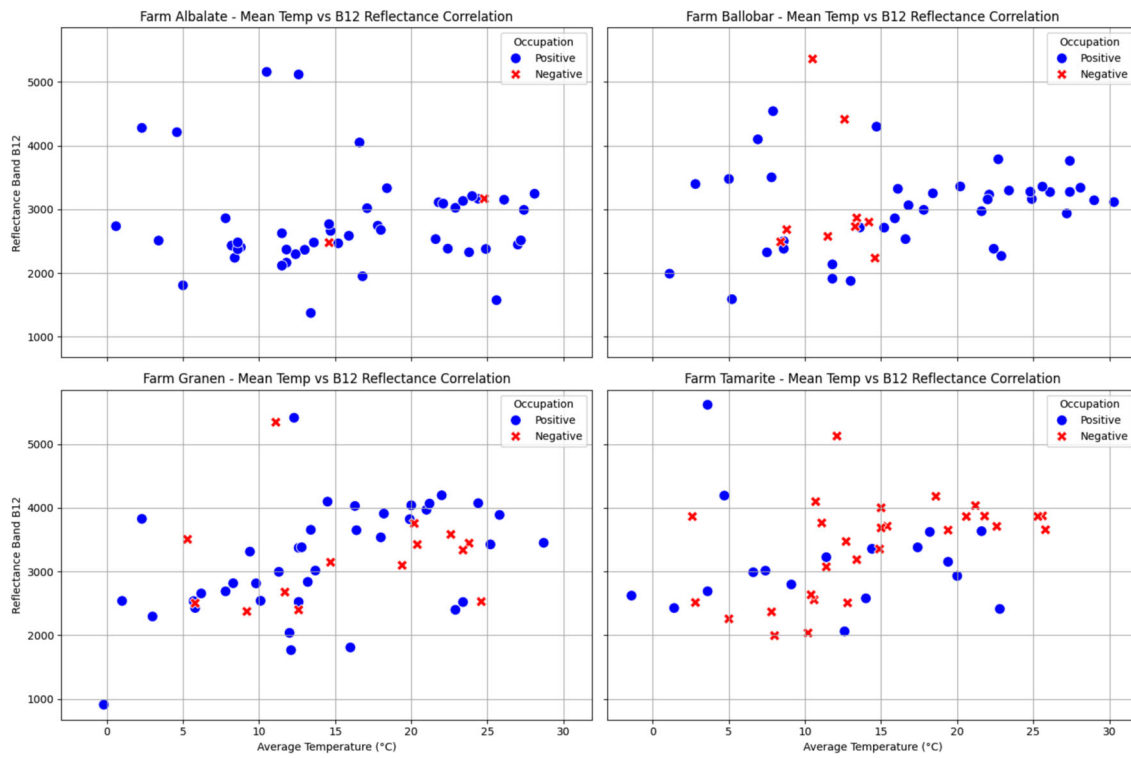 Farm Albalate - Mean Temp vs B12 Reflectance Correlation
Occupation
Positive
Negative
5000
4000
3000
2000
1000
Reflectance Band B12
Farm Ballobar - Mean Temp vs B12 Reflectance Correlation
Occupation
Positive
Negative
Farm Granen - Mean Temp vs B12 Reflectance Correlation
Occupation
Positive
Negative
5000
4000
3000
2000
1000
Reflectance Band B12
0 5 10 15 20 25 30
Average Temperature (°C)
Farm Tamarite - Mean Temp vs B12 Reflectance Correlation
Occupation
Positive
Negative
0 5 10 15 20 25 30
Average Temperature (°C)